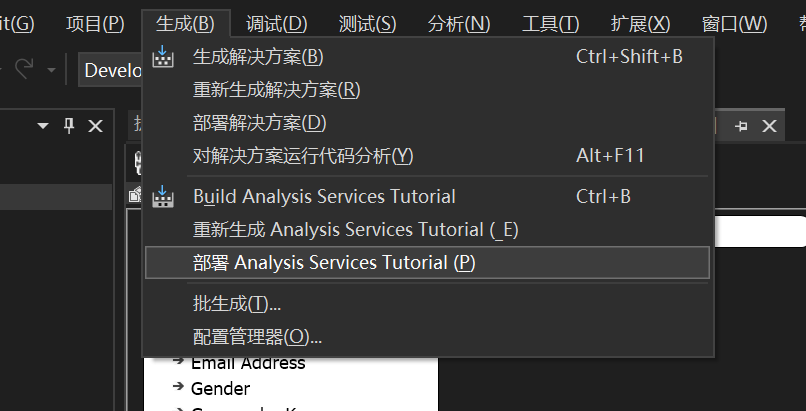 it(G) 项目(P) 生成(B) 调试(D) 测试(S) 分析(N) 工具(T) 扩展(X) 窗口(W)
Develo
生成解决方案(B) Ctrl+Shift+B
重新生成解决方案(R)
部署解决方案(D)
对解决方案运行代码分析(Y) Alt+F11
Build Analysis Services Tutorial Ctrl+B
重新生成 Analysis Services Tutorial (_E)
部署 Analysis Services Tutorial (P)
批生成(T)...
配置管理器(O)...
Email Address
Gender